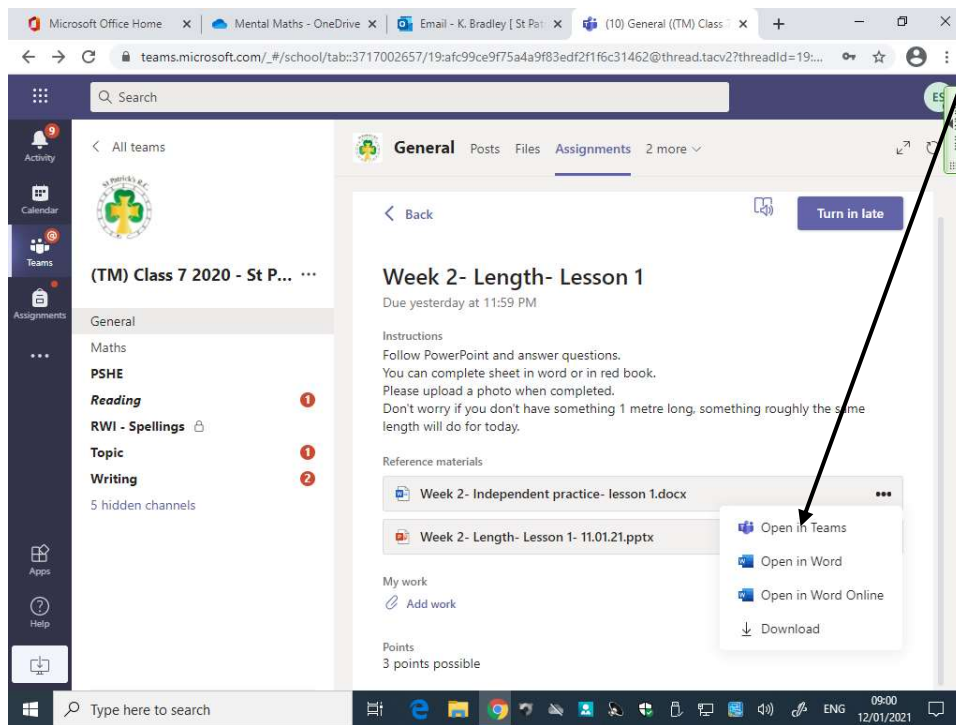 Microsoft Office Home
Mental Maths - OneDrive
Email - K. Bradley [ St Pat
(10) General ((TM) Class 7
teams.microsoft.com/_#/school/tab::3717002657/19:afc99ce9f75a4a9f83edf2f1f6c31462@thread.tacv2?threadId=19:...
Search
ES
9
Activity
Calendar
@
Teams
Assignments
Apps
Help
All teams
St Patrick's R.C.
(TM) Class 7 2020 - St P... ...
General
Maths
PSHE
Reading 1
RWI - Spellings
Topic 1
Writing 2
5 hidden channels
General Posts Files Assignments 2 more
Back
Turn in late
Week 2- Length- Lesson 1
Due yesterday at 11:59 PM
Instructions
Follow PowerPoint and answer questions.
You can complete sheet in word or in red book.
Please upload a photo when completed.
Don't worry if you don't have something 1 metre long, something roughly the same
length will do for today.
Reference materials
Week 2- Independent practice- lesson 1.docx
Week 2- Length- Lesson 1- 11.01.21.pptx
Open in Teams
Open in Word
Open in Word Online
Download
My work
Add work
Points
3 points possible
Type here to search
ENG
09:00
12/01/2021